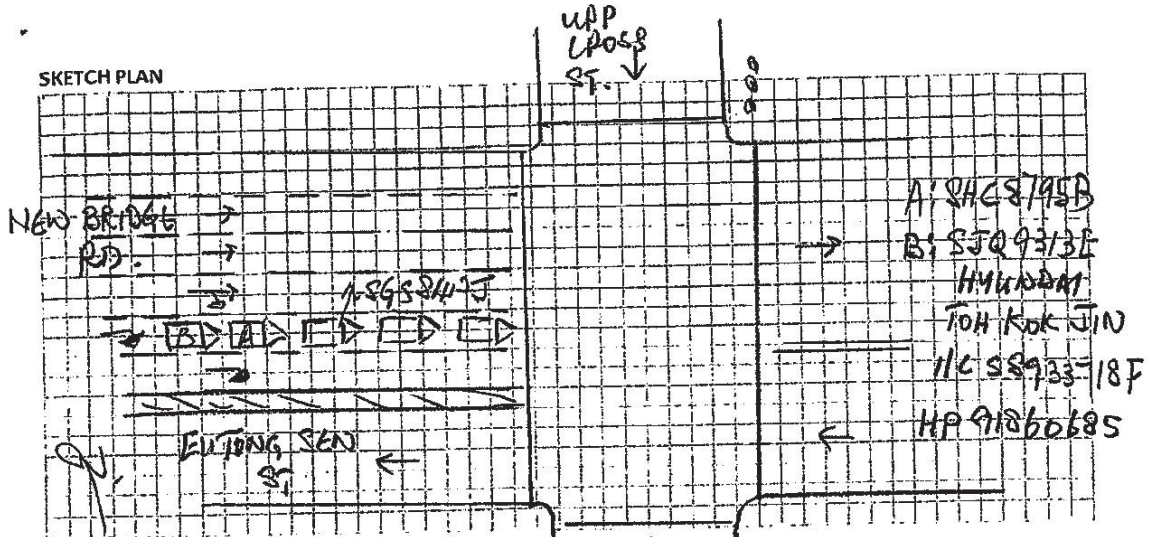 UPP
CROSS
ST.
SKETCH PLAN
NEW BRIDGE
RD.
B A
EU TONG SEN
ST
A: SHC8795B
B: SJQ9313E
HYUNDAI
TOH KOK JIN
HP 91860685